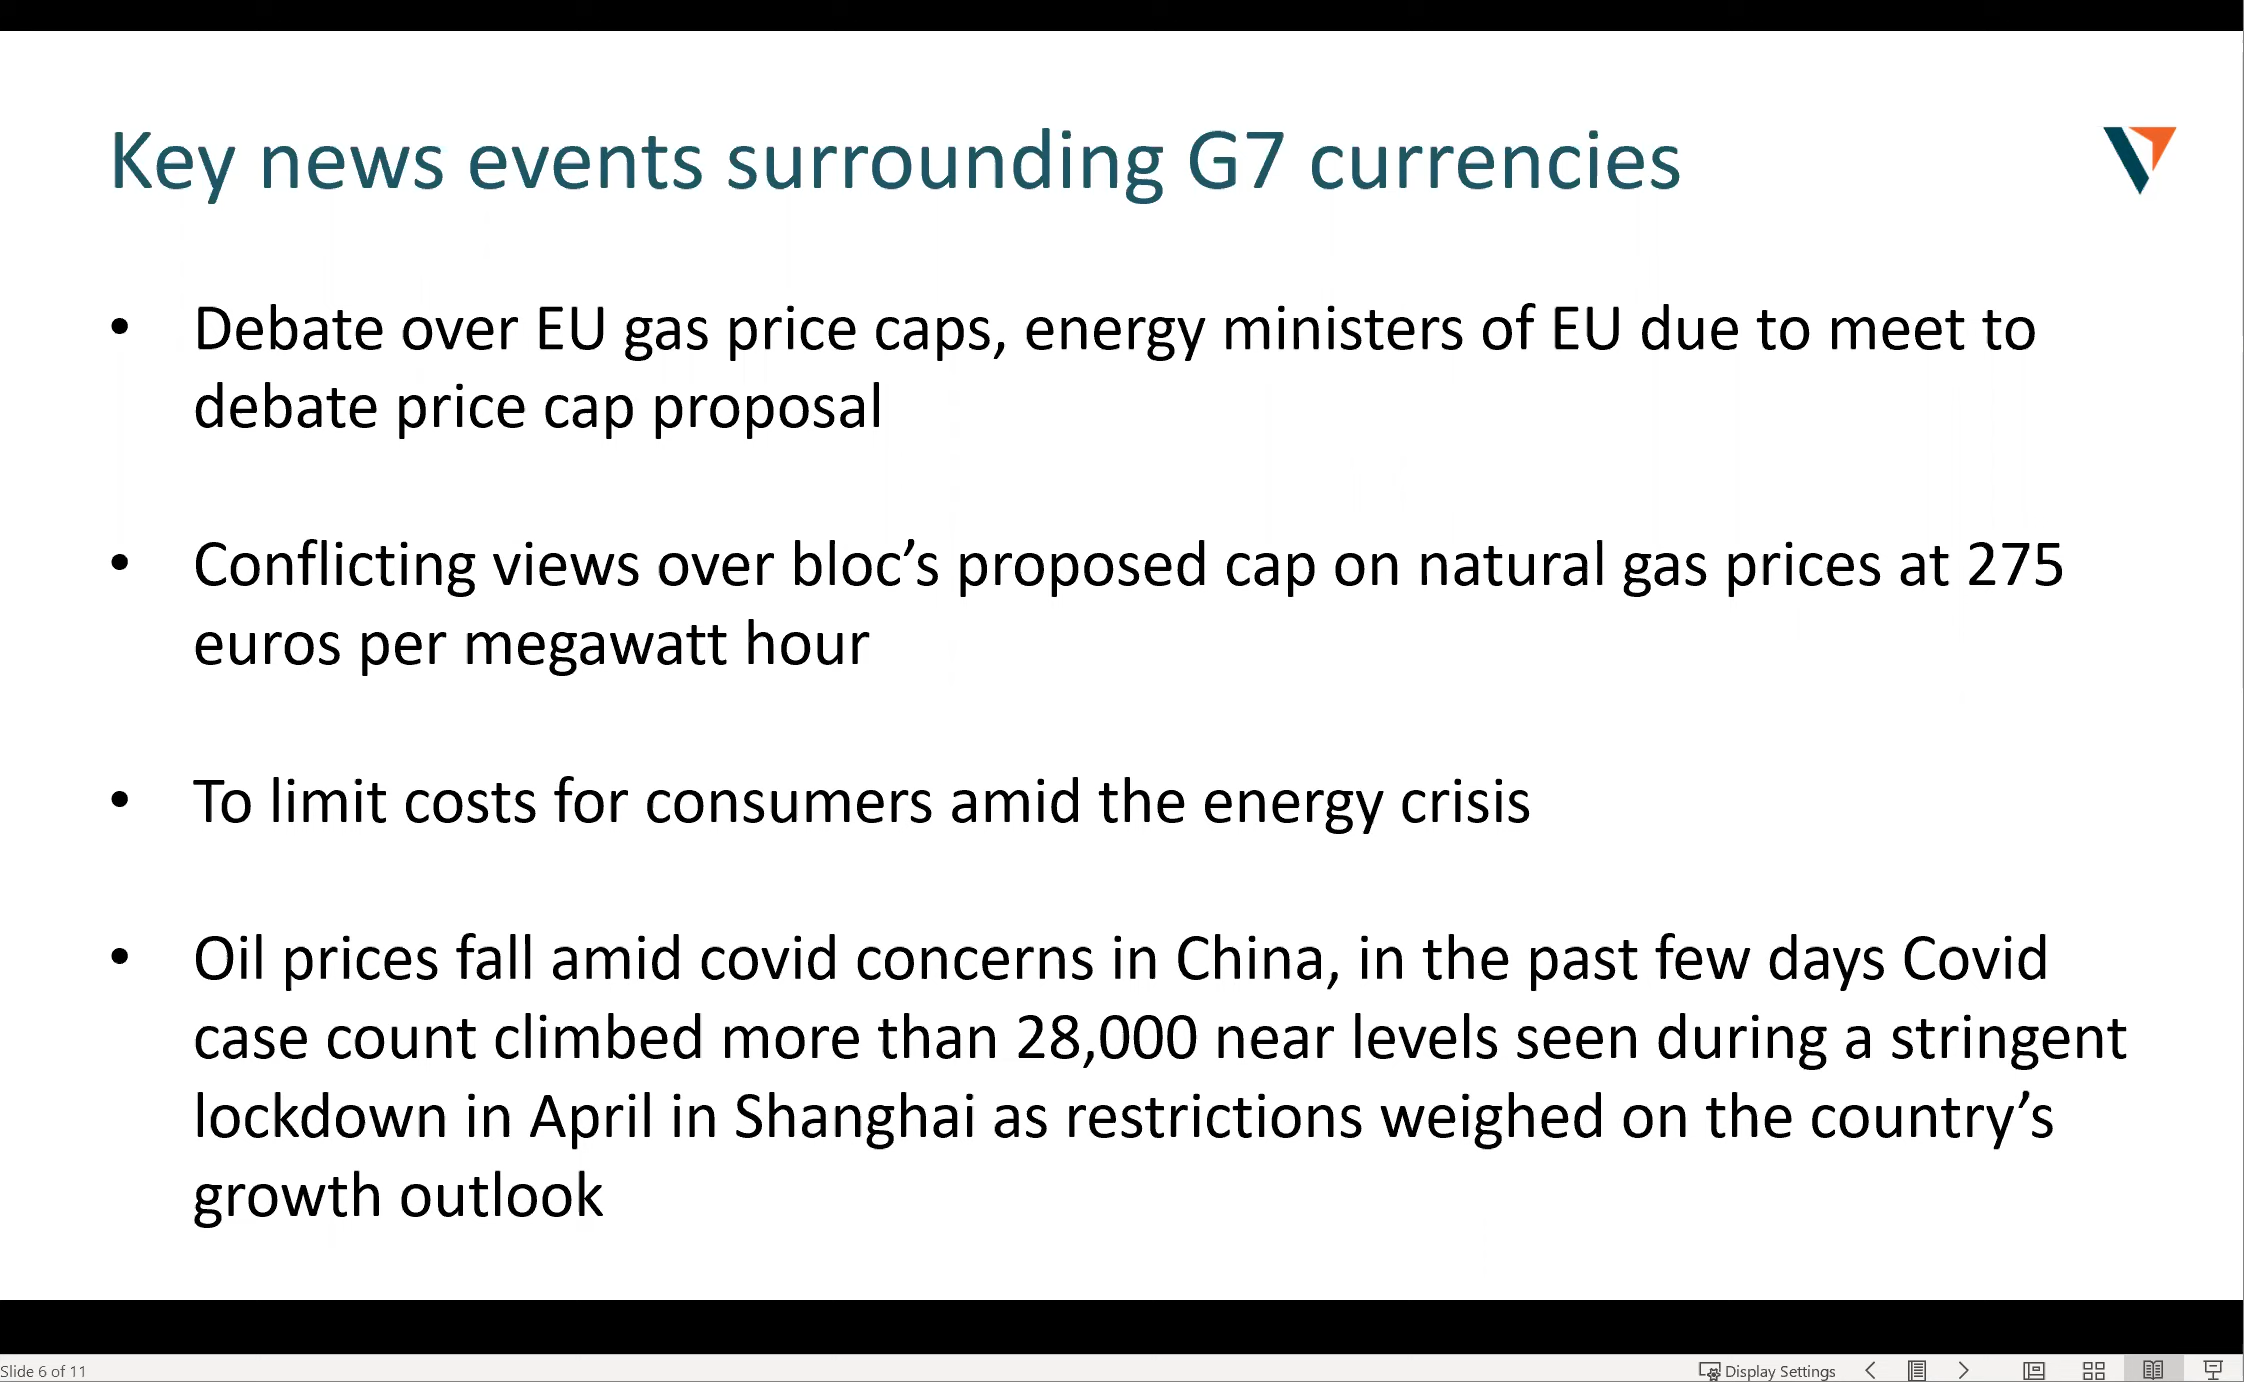 Key news events surrounding G7 currencies
• Debate over EU gas price caps, energy ministers of EU due to meet to
debate price cap proposal
• Conflicting views over bloc’s proposed cap on natural gas prices at 275
euros per megawatt hour
• To limit costs for consumers amid the energy crisis
• Oil prices fall amid covid concerns in China, in the past few days Covid
case count climbed more than 28,000 near levels seen during a stringent
lockdown in April in Shanghai as restrictions weighed on the country’s
growth outlook
Slide 6 of 11
Display Settings